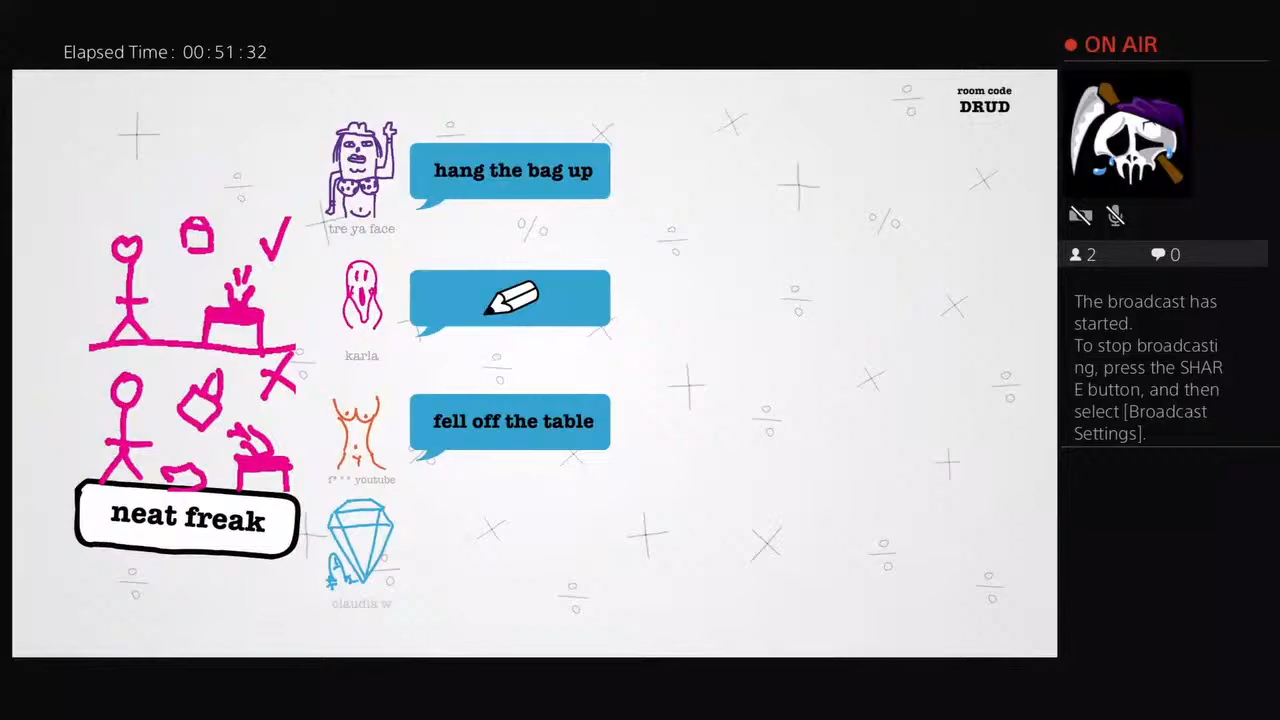 Elapsed Time: 00:51:32
ON AIR
room code
DRUD
hang the bag up
tre ya face
2
0
karla
The broadcast has
started.
To stop broadcasti
ng, press the SHAR
E button, and then
select [Broadcast
Settings].
fell off the table
f*** youtube
neat freak
claudia w